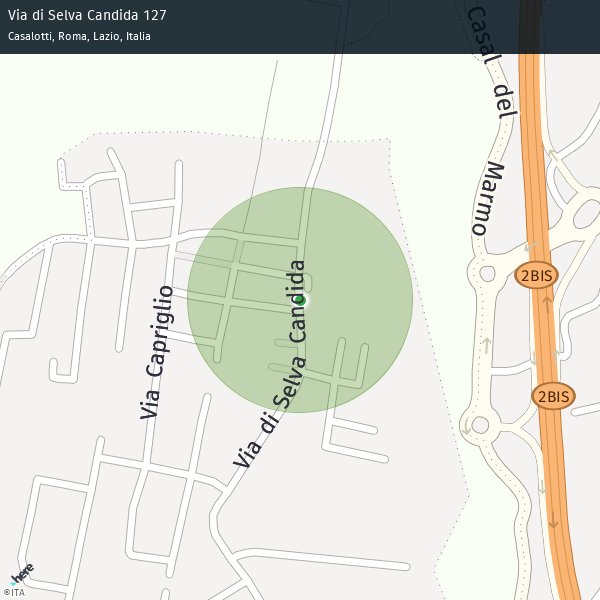 Via di Selva Candida 127
Casalotti, Roma, Lazio, Italia
Casal del Marmo
2BIS
Via Capriglio
Via di Selva Candida
2BIS
here
©ITA